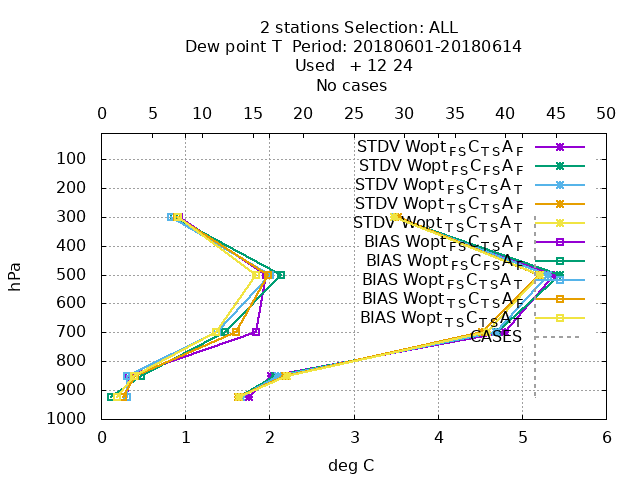 2 stations Selection: ALL
Dew point T Period: 20180601-20180614
Used + 12 24
No cases
0 5 10 15 20 25 30 35 40 45 50
STDV Wopt FS C TS A F
STDV Wopt FS C FS A F
STDV Wopt FS C TS A T
STDV Wopt TS C TS A F
STDV Wopt TS C TS A T
BIAS Wopt FS C TS A F
BIAS Wopt FS C FS A F
BIAS Wopt FS C TS A T
BIAS Wopt TS C TS A F
BIAS Wopt TS C TS A T
CASES
100
200
300
400
500
600
700
800
900
1000
hPa
0 1 2 3 4 5 6
deg C